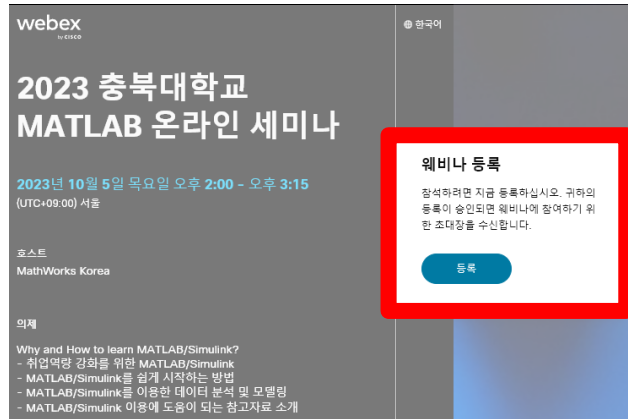 webex
by CISCO
한국어
2023 충북대학교
MATLAB 온라인 세미나
2023년 10월 5일 목요일 오후 2:00 - 오후 3:15
(UTC+09:00) 서울
호스트
MathWorks Korea
의제
Why and How to learn MATLAB/Simulink?
- 취업역량 강화를 위한 MATLAB/Simulink
- MATLAB/Simulink를 쉽게 시작하는 방법
- MATLAB/Simulink를 이용한 데이터 분석 및 모델링
- MATLAB/Simulink 이용에 도움이 되는 참고자료 소개
웨비나 등록
참석하려면 지금 등록하십시오. 귀하의
등록이 승인되면 웨비나에 참여하기 위
한 초대장을 수신합니다.
등록